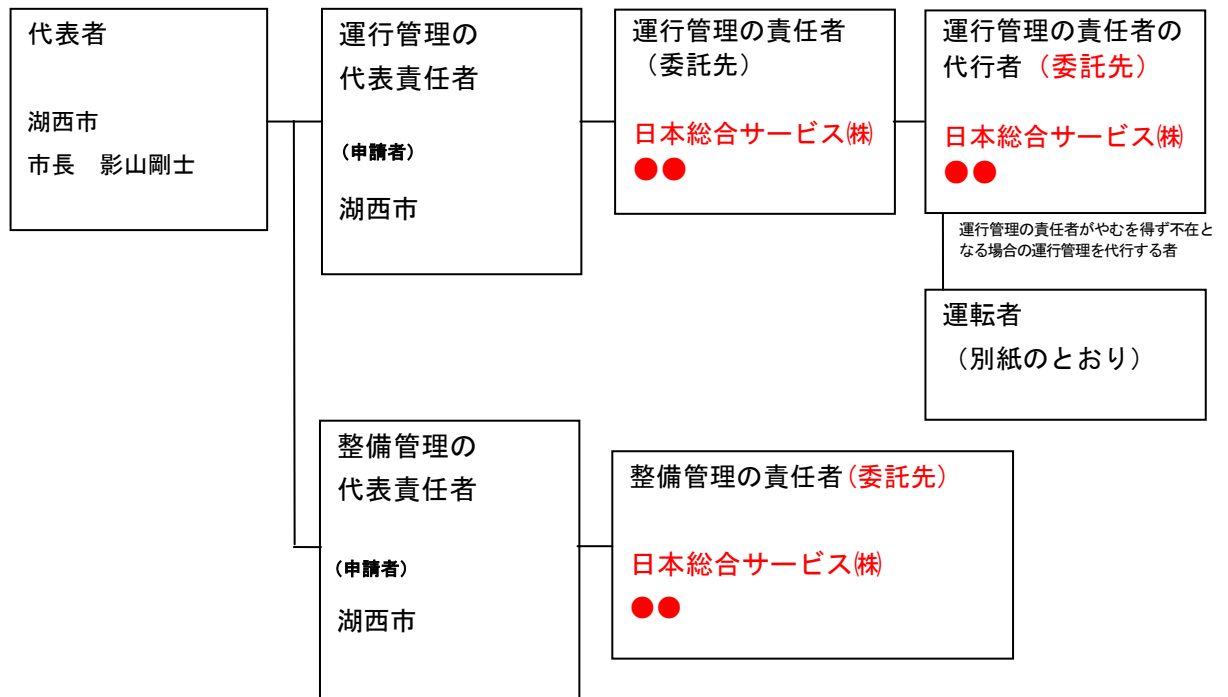 代表者
湖西市
市長　影山剛士
運行管理の
代表責任者
(申請者)
湖西市
運行管理の責任者
（委託先）
日本総合サービス㈱
●●
運行管理の責任者の
代行者（委託先）
日本総合サービス㈱
●●
運行管理の責任者がやむを得ず不在と
なる場合の運行管理を代行する者
運転者
（別紙のとおり）
整備管理の
代表責任者
(申請者)
湖西市
整備管理の責任者（委託先）
日本総合サービス㈱
●●